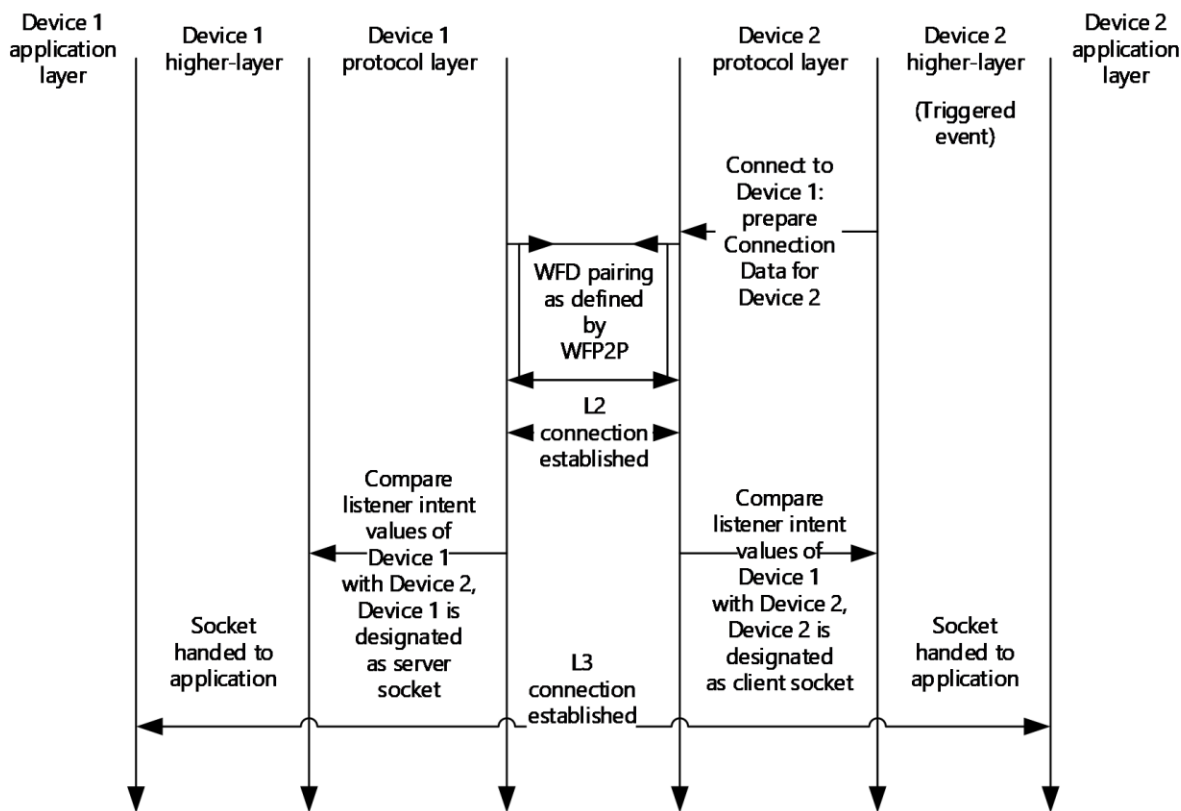 Device 1
application
layer
Device 1
higher-layer
Device 1
protocol layer
Device 2
protocol layer
Device 2
higher-layer
Device 2
application
layer
(Triggered
event)
Connect to
Device 1:
prepare
Connection
Data for
Device 2
WFD pairing
as defined
by
WFP2P
L2
connection
established
Compare
listener intent
values of
Device 1
with Device 2,
Device 1 is
designated
as server
socket
Compare
listener intent
values of
Device 1
with Device 2,
Device 2 is
designated
as client socket
Socket
handed to
application
L3
connection
established
Socket
handed to
application